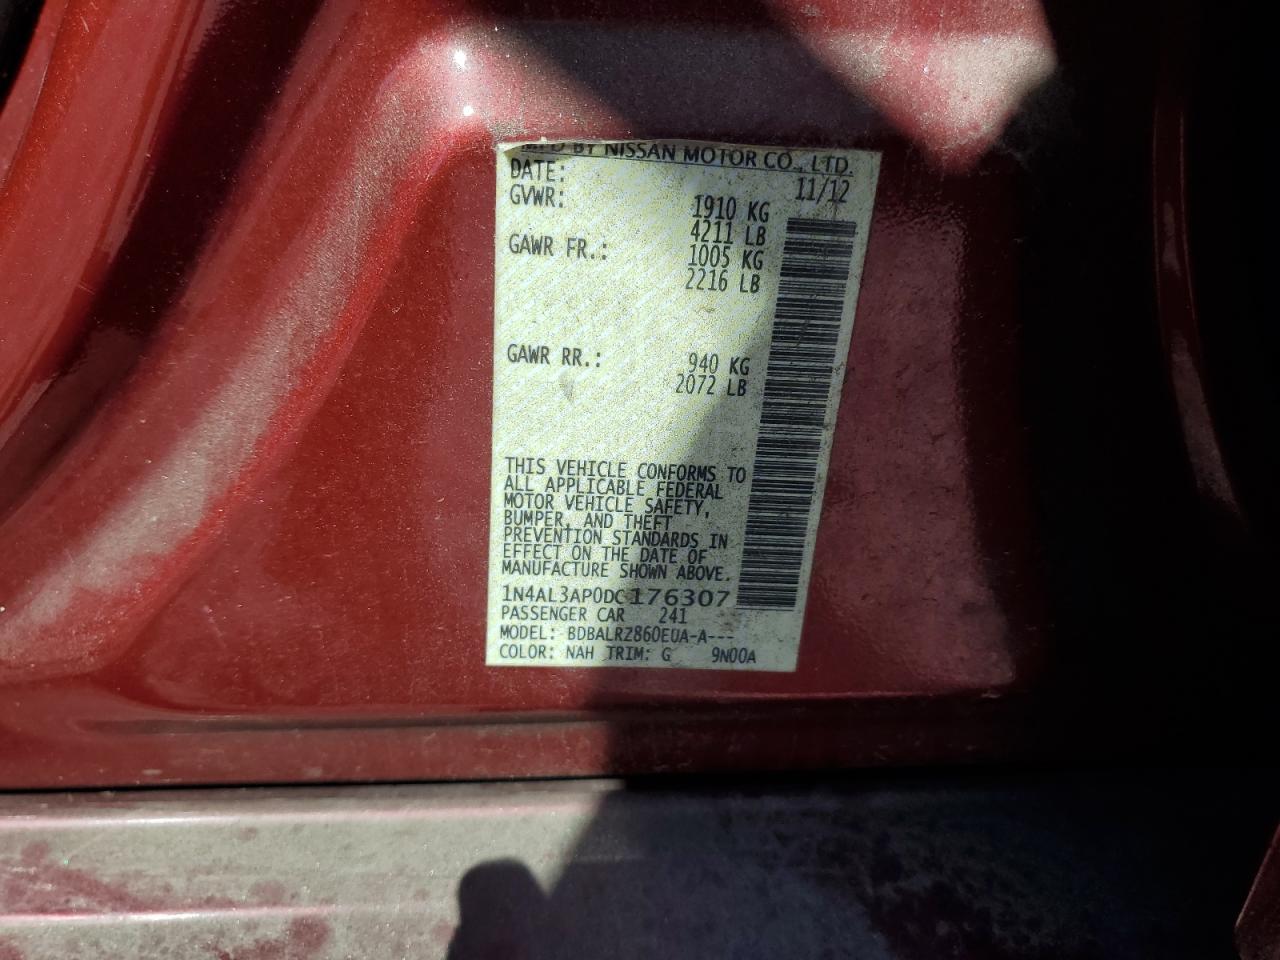 MFD BY NISSAN MOTOR CO., LTD.
DATE: 11/12
GVWR: 1910 KG
4211 LB
GAWR FR.: 1005 KG
2216 LB
GAWR RR.: 940 KG
2072 LB
THIS VEHICLE CONFORMS TO
ALL APPLICABLE FEDERAL
MOTOR VEHICLE SAFETY,
BUMPER, AND THEFT
PREVENTION STANDARDS IN
EFFECT ON THE DATE OF
MANUFACTURE SHOWN ABOVE.
1N4AL3AP0DC176307
PASSENGER CAR 241
MODEL: BDBALRZ860EUA-A---
COLOR: NAH TRIM: G 9N00A